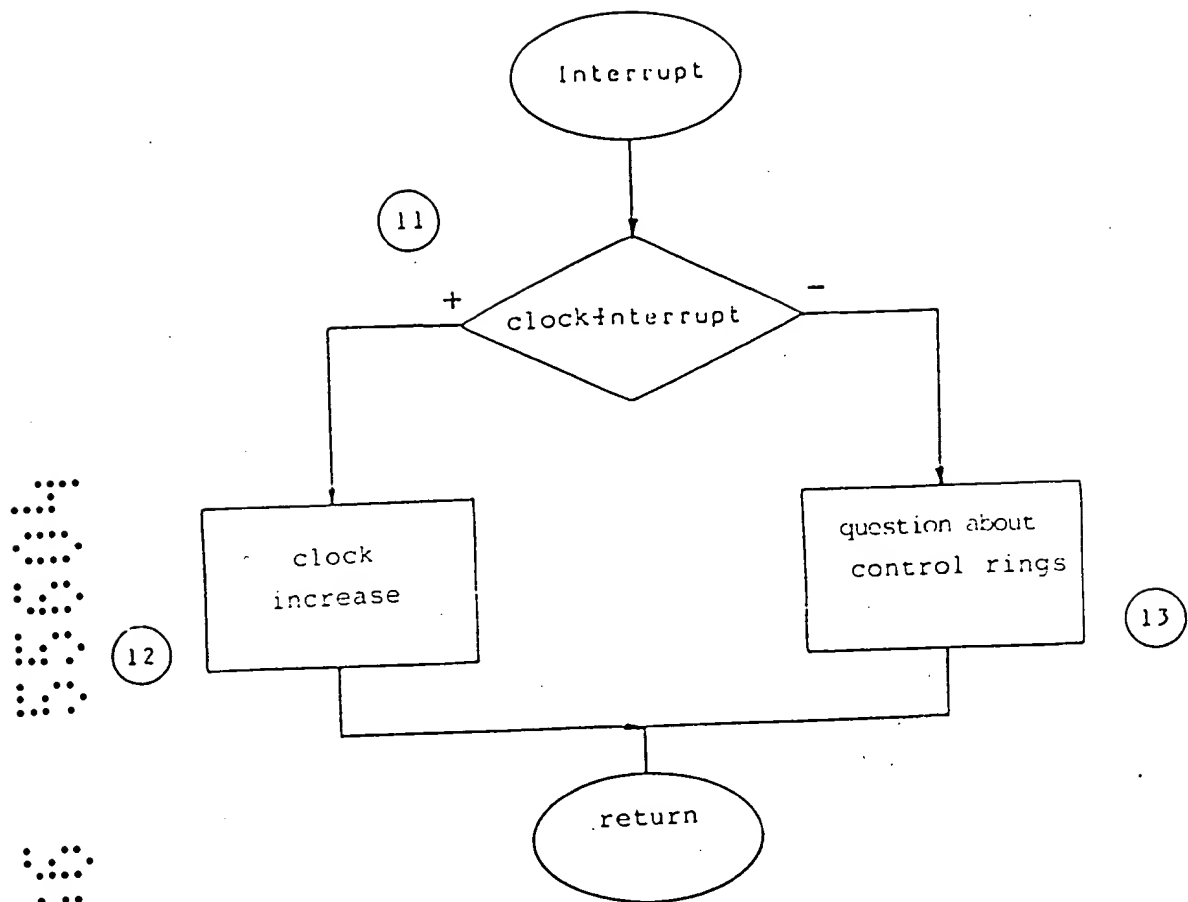 Interrupt
11
+
-
clock-Interrupt
clock
increase
question about
control rings
12
13
return